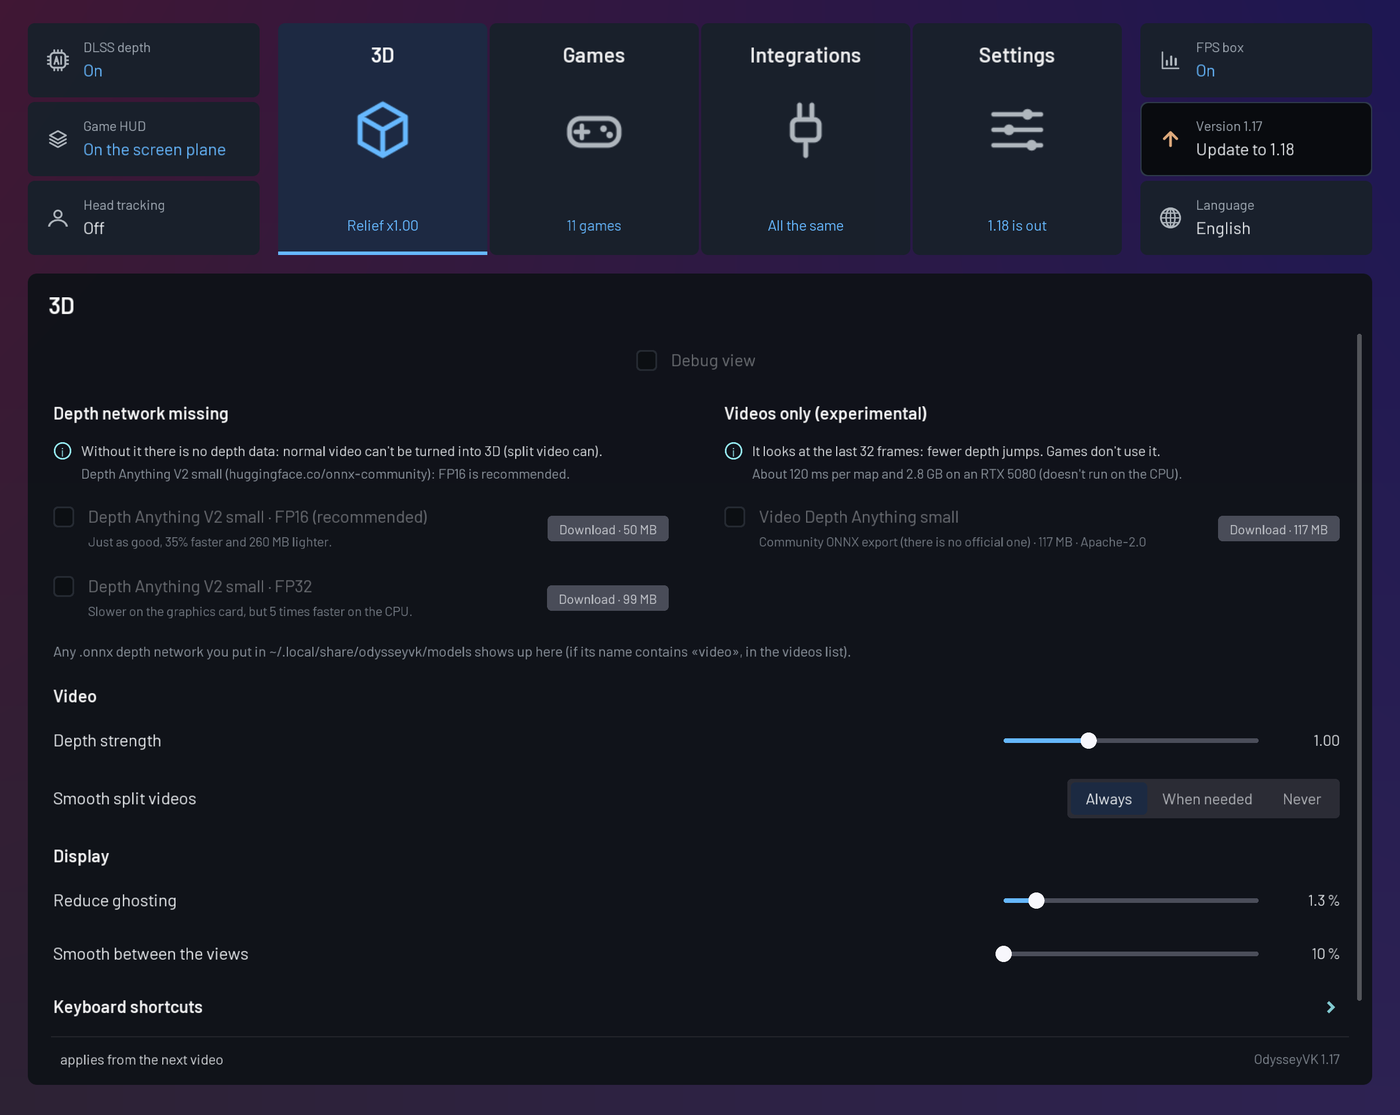 DLSS depth
On
Game HUD
On the screen plane
Head tracking
Off
3D
Relief x1.00
Games
11 games
Integrations
All the same
Settings
1.18 is out
FPS box
On
Version 1.17
Update to 1.18
Language
English
3D
Debug view
Depth network missing
Without it there is no depth data: normal video can't be turned into 3D (split video can).
Depth Anything V2 small (huggingface.co/onnx-community): FP16 is recommended.
Depth Anything V2 small · FP16 (recommended)
Just as good, 35% faster and 260 MB lighter.
Download · 50 MB
Depth Anything V2 small · FP32
Slower on the graphics card, but 5 times faster on the CPU.
Download · 99 MB
Videos only (experimental)
It looks at the last 32 frames: fewer depth jumps. Games don't use it.
About 120 ms per map and 2.8 GB on an RTX 5080 (doesn't run on the CPU).
Video Depth Anything small
Community ONNX export (there is no official one) · 117 MB · Apache-2.0
Download · 117 MB
Any .onnx depth network you put in ~/.local/share/odysseyvk/models shows up here (if its name contains «video», in the videos list).
Video
Depth strength
1.00
Smooth split videos
Always When needed Never
Display
Reduce ghosting
1.3 %
Smooth between the views
10 %
Keyboard shortcuts
applies from the next video
OdysseyVK 1.17